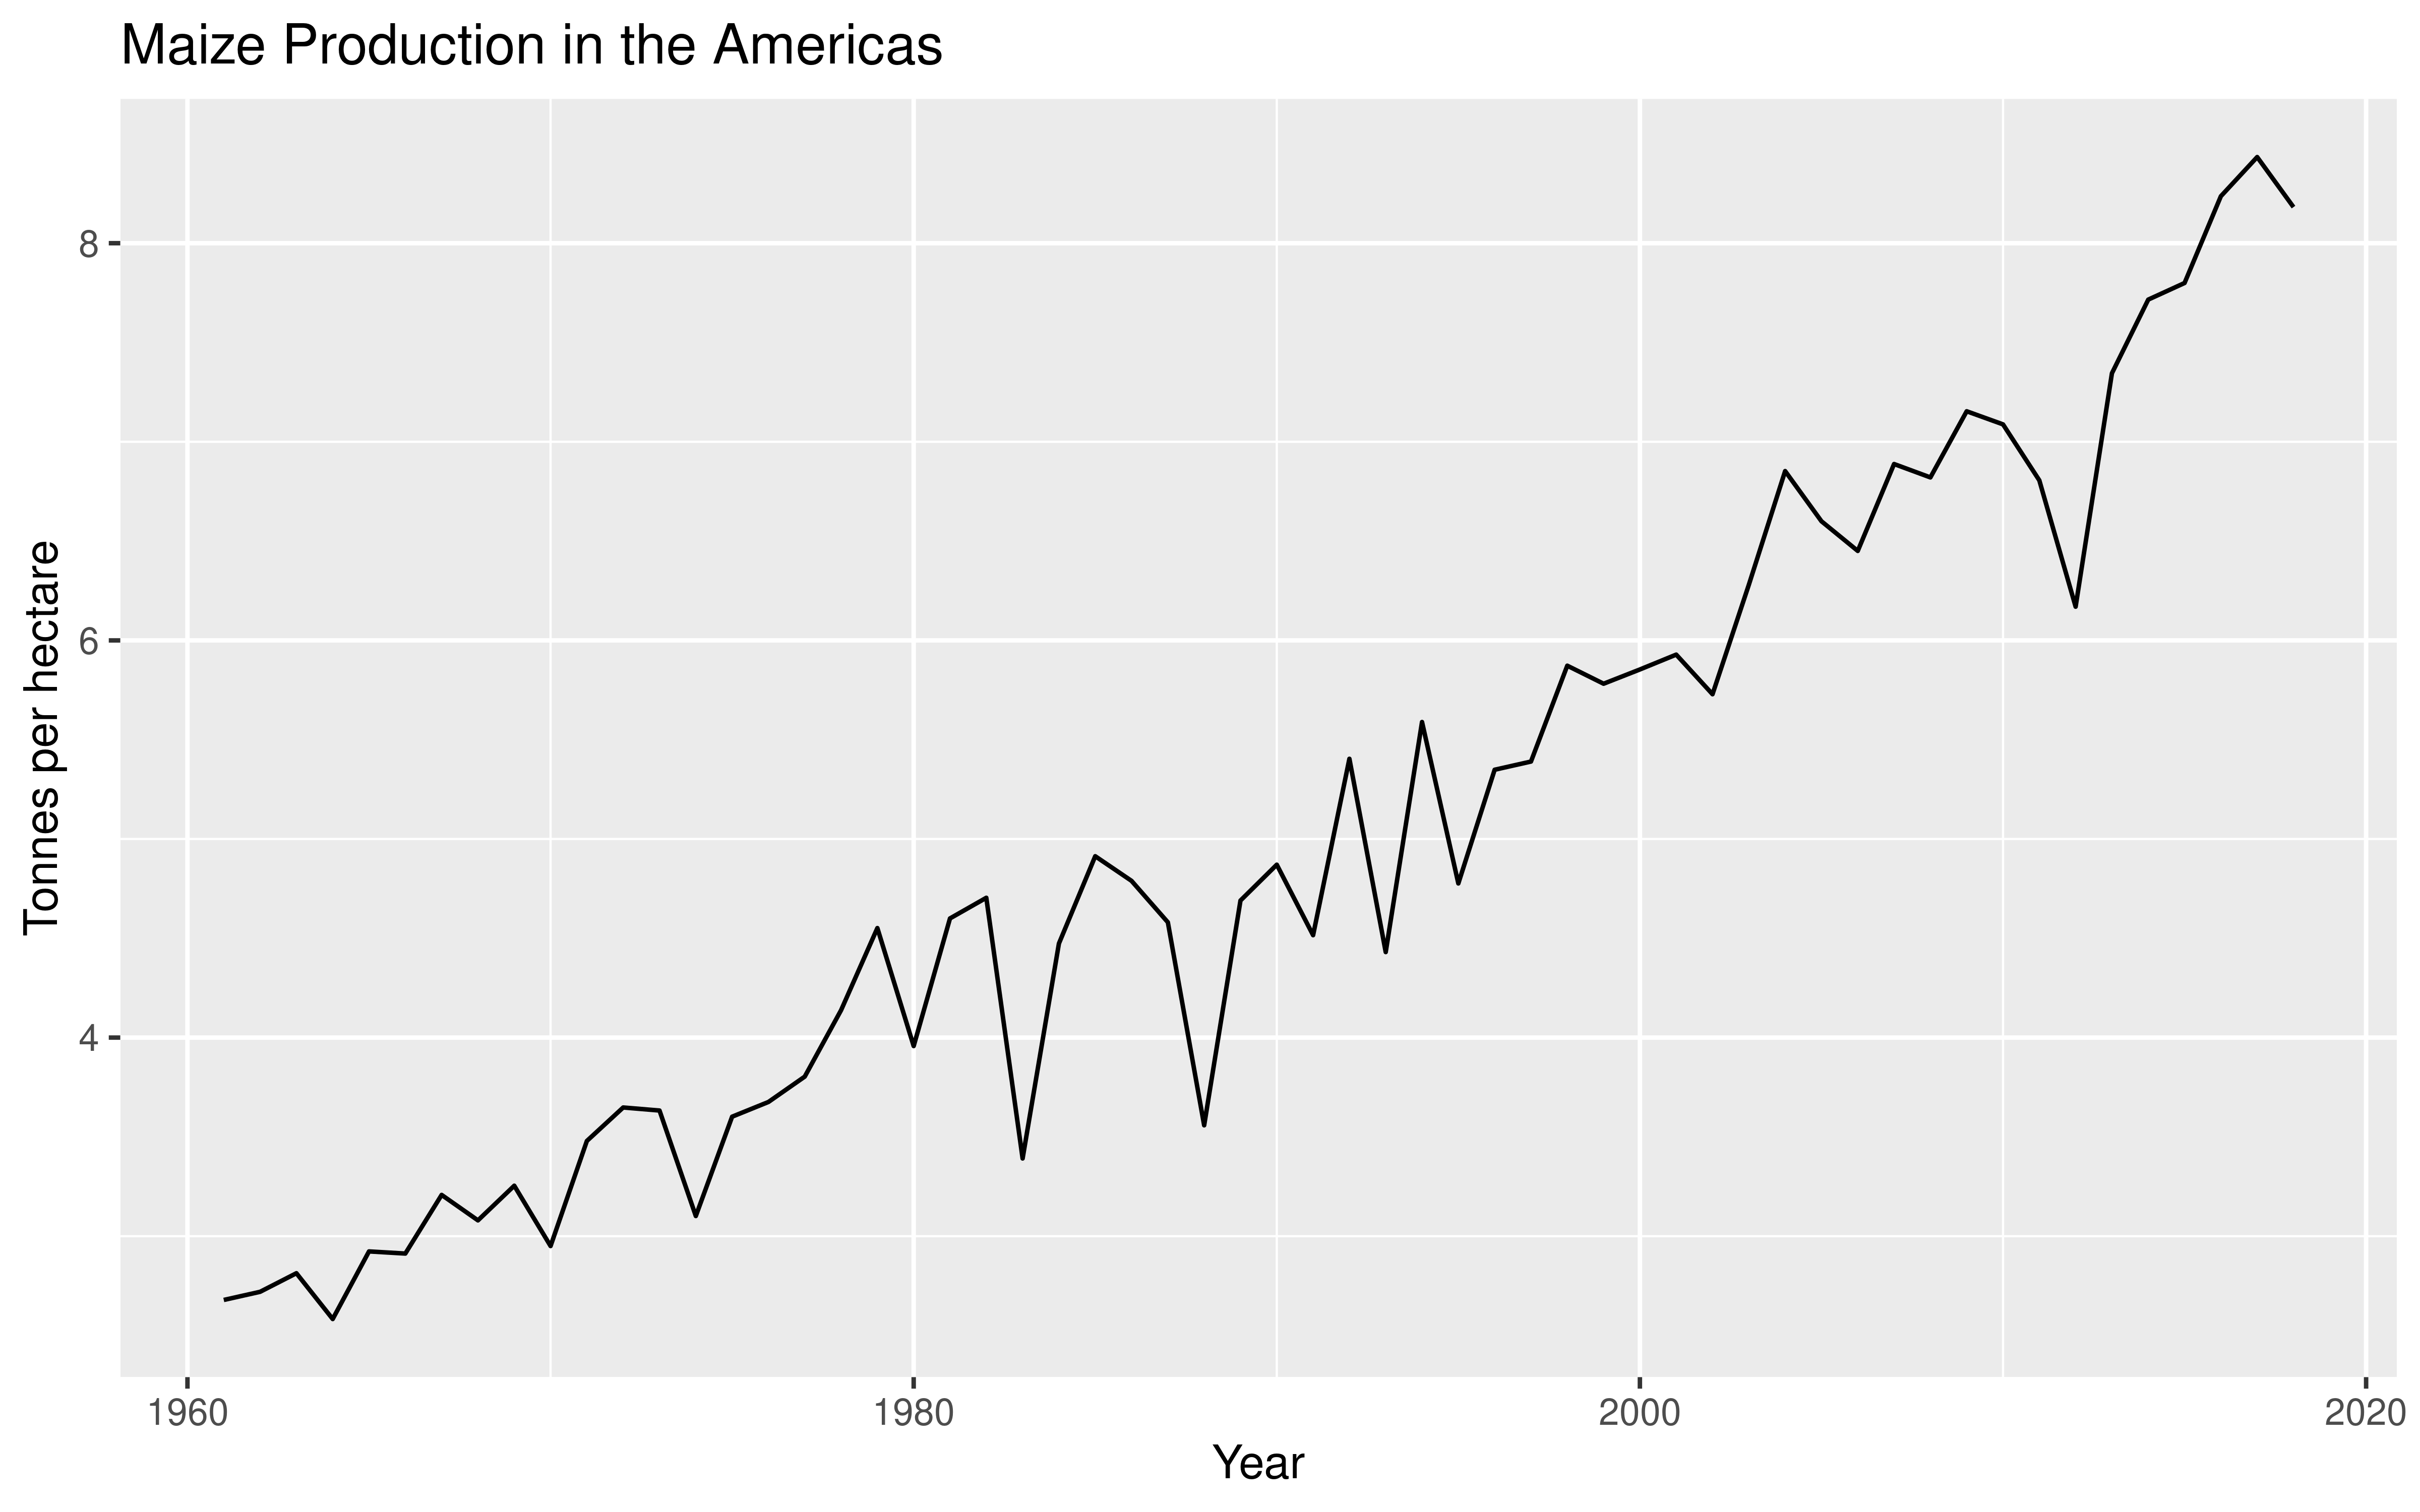 Maize Production in the Americas
Tonnes per hectare
8
6
4
1960
1980
2000
2020
Year